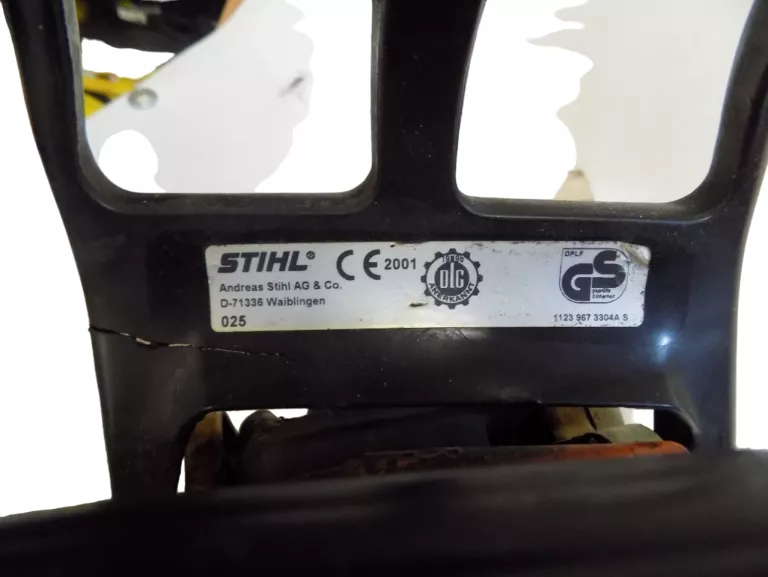 STIHL®
CE 2001
Andreas Stihl AG & Co.
D-71336 Waiblingen
025
DLG
ANERKANNT
DPLF
GS
geprüfte
Sicherheit
1123 967 3304A S